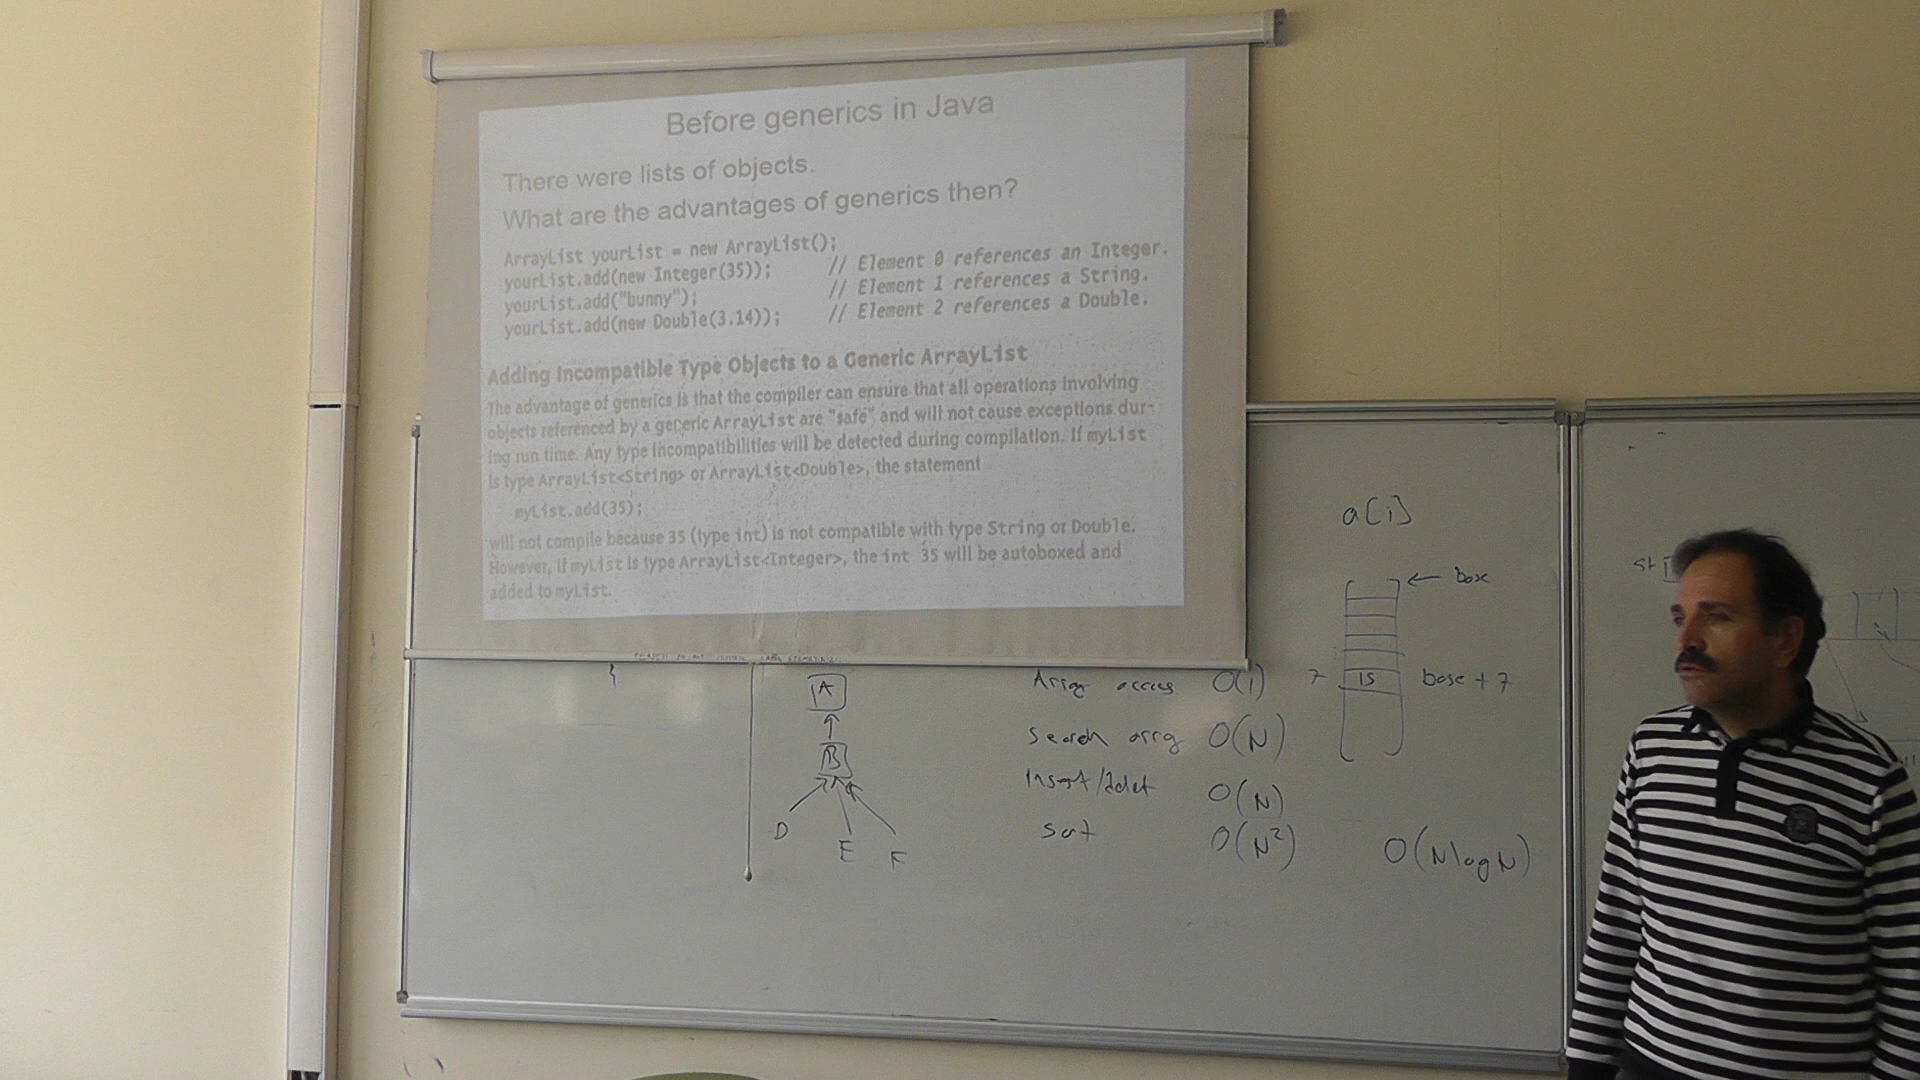 Before generics in Java
There were lists of objects.
What are the advantages of generics then?
ArrayList yourList = new ArrayList();
yourList.add(new Integer(35)); // Element 0 references an Integer.
yourList.add("bunny"); // Element 1 references a String.
yourList.add(new Double(3.14)); // Element 2 references a Double.
Adding Incompatible Type Objects to a Generic ArrayList
The advantage of generics is that the compiler can ensure that all operations involving
objects referenced by a generic ArrayList are "safe" and will not cause exceptions dur-
ing run time. Any type incompatibilities will be detected during compilation. If myList
is type ArrayList<String> or ArrayList<Double>, the statement
myList.add(35);
will not compile because 35 (type int) is not compatible with type String or Double.
However, if myList is type ArrayList<Integer>, the int 35 will be autoboxed and
added to myList.
a[i]
← box
7 15 base + 7
A
B
D
E
F
Array access O(1)
Search array O(N)
Insert/delet O(N)
Sort O(N²) O(NlogN)